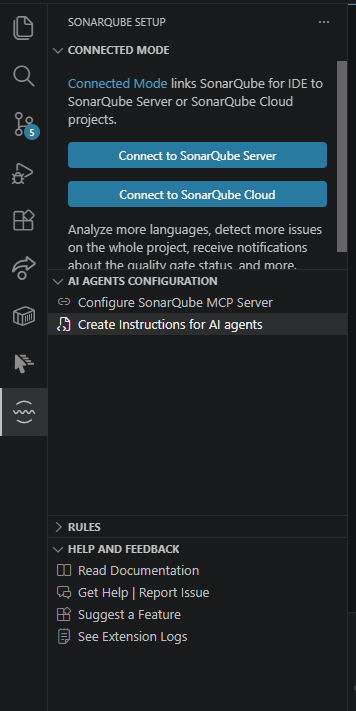 SONARQUBE SETUP
CONNECTED MODE
Connected Mode links SonarQube for IDE to
SonarQube Server or SonarQube Cloud
projects.
Connect to SonarQube Server
Connect to SonarQube Cloud
Analyze more languages, detect more issues
on the whole project, receive notifications
about the quality gate status, and more.
AI AGENTS CONFIGURATION
Configure SonarQube MCP Server
Create Instructions for AI agents
5
RULES
HELP AND FEEDBACK
Read Documentation
Get Help | Report Issue
Suggest a Feature
See Extension Logs